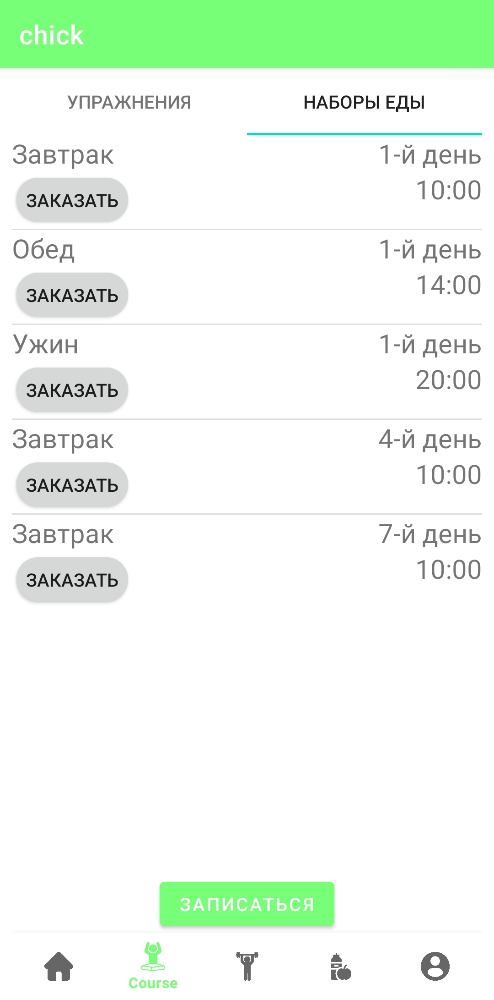 chick
УПРАЖНЕНИЯ НАБОРЫ ЕДЫ
Завтрак 1-й день
ЗАКАЗАТЬ 10:00
Обед 1-й день
ЗАКАЗАТЬ 14:00
Ужин 1-й день
ЗАКАЗАТЬ 20:00
Завтрак 4-й день
ЗАКАЗАТЬ 10:00
Завтрак 7-й день
ЗАКАЗАТЬ 10:00
ЗАПИСАТЬСЯ
Course